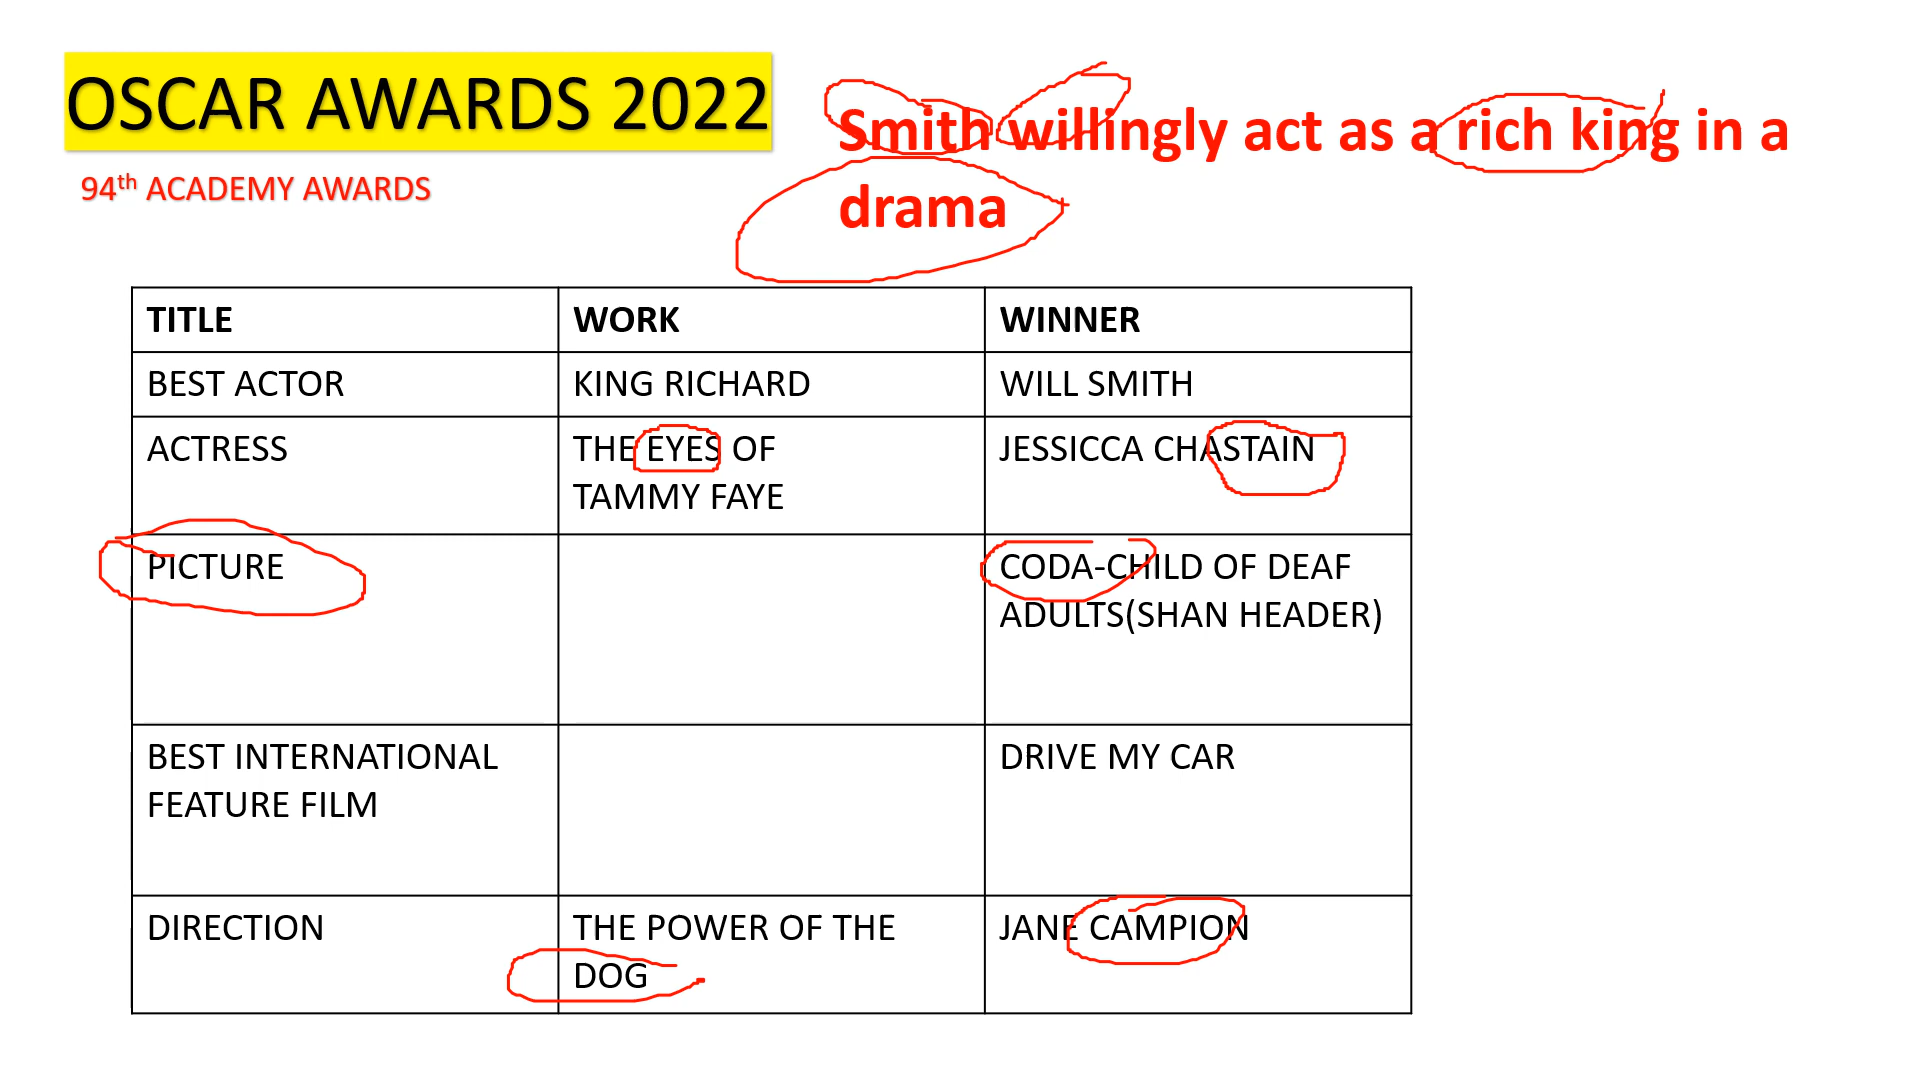 OSCAR AWARDS 2022
94th ACADEMY AWARDS
Smith willingly act as a rich king in a
drama
TITLE WORK WINNER
BEST ACTOR KING RICHARD WILL SMITH
ACTRESS THE EYES OF JESSICCA CHASTAIN
TAMMY FAYE
PICTURE CODA-CHILD OF DEAF
ADULTS(SHAN HEADER)
BEST INTERNATIONAL DRIVE MY CAR
FEATURE FILM
DIRECTION THE POWER OF THE JANE CAMPION
DOG